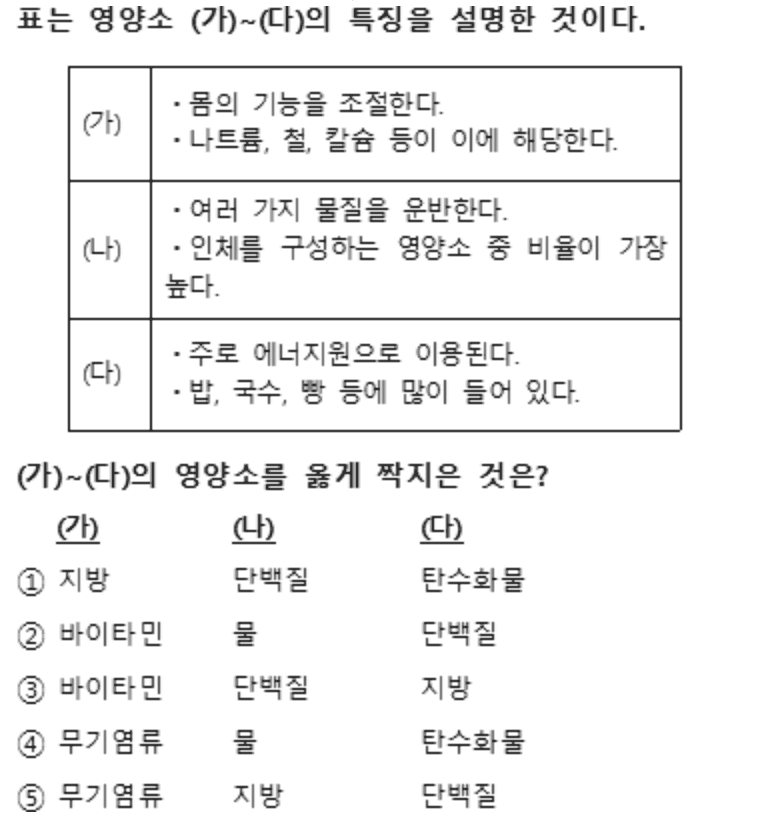 표는 영양소 (가)~(다)의 특징을 설명한 것이다.
(가)
· 몸의 기능을 조절한다.
· 나트륨, 철, 칼슘 등이 이에 해당한다.
(나)
· 여러 가지 물질을 운반한다.
· 인체를 구성하는 영양소 중 비율이 가장
높다.
(다)
· 주로 에너지원으로 이용된다.
· 밥, 국수, 빵 등에 많이 들어 있다.
(가)~(다)의 영양소를 옳게 짝지은 것은?
(가) (나) (다)
① 지방 단백질 탄수화물
② 바이타민 물 단백질
③ 바이타민 단백질 지방
④ 무기염류 물 탄수화물
⑤ 무기염류 지방 단백질